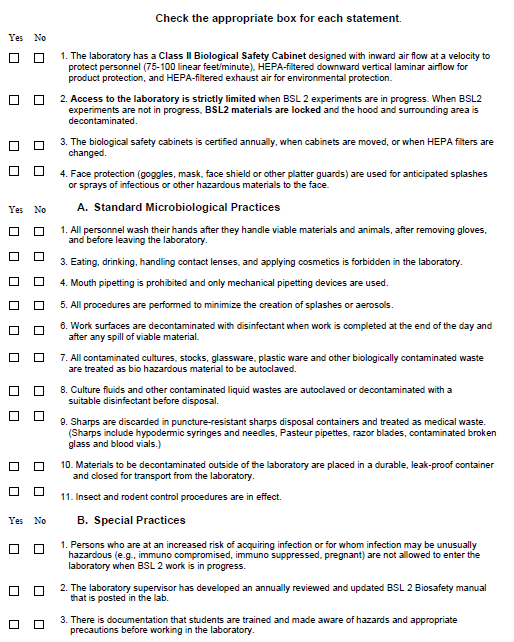 Check the appropriate box for each statement.
Yes No
1. The laboratory has a Class II Biological Safety Cabinet designed with inward air flow at a velocity to
protect personnel (75-100 linear feet/minute), HEPA-filtered downward vertical laminar airflow for
product protection, and HEPA-filtered exhaust air for environmental protection.
2. Access to the laboratory is strictly limited when BSL 2 experiments are in progress. When BSL2
experiments are not in progress, BSL2 materials are locked and the hood and surrounding area is
decontaminated.
3. The biological safety cabinets is certified annually, when cabinets are moved, or when HEPA filters are
changed.
4. Face protection (goggles, mask, face shield or other platter guards) are used for anticipated splashes
or sprays of infectious or other hazardous materials to the face.
Yes No A. Standard Microbiological Practices
1. All personnel wash their hands after they handle viable materials and animals, after removing gloves,
and before leaving the laboratory.
3. Eating, drinking, handling contact lenses, and applying cosmetics is forbidden in the laboratory.
4. Mouth pipetting is prohibited and only mechanical pipetting devices are used.
5. All procedures are performed to minimize the creation of splashes or aerosols.
6. Work surfaces are decontaminated with disinfectant when work is completed at the end of the day and
after any spill of viable material.
7. All contaminated cultures, stocks, glassware, plastic ware and other biologically contaminated waste
are treated as bio hazardous material to be autoclaved.
8. Culture fluids and other contaminated liquid wastes are autoclaved or decontaminated with a
suitable disinfectant before disposal.
9. Sharps are discarded in puncture-resistant sharps disposal containers and treated as medical waste.
(Sharps include hypodermic syringes and needles, Pasteur pipettes, razor blades, contaminated broken
glass and blood vials.)
10. Materials to be decontaminated outside of the laboratory are placed in a durable, leak-proof container
and closed for transport from the laboratory.
11. Insect and rodent control procedures are in effect.
Yes No B. Special Practices
1. Persons who are at an increased risk of acquiring infection or for whom infection may be unusually
hazardous (e.g., immuno compromised, immuno suppressed, pregnant) are not allowed to enter the
laboratory when BSL 2 work is in progress.
2. The laboratory supervisor has developed an annually reviewed and updated BSL 2 Biosafety manual
that is posted in the lab.
3. There is documentation that students are trained and made aware of hazards and appropriate
precautions before working in the laboratory.